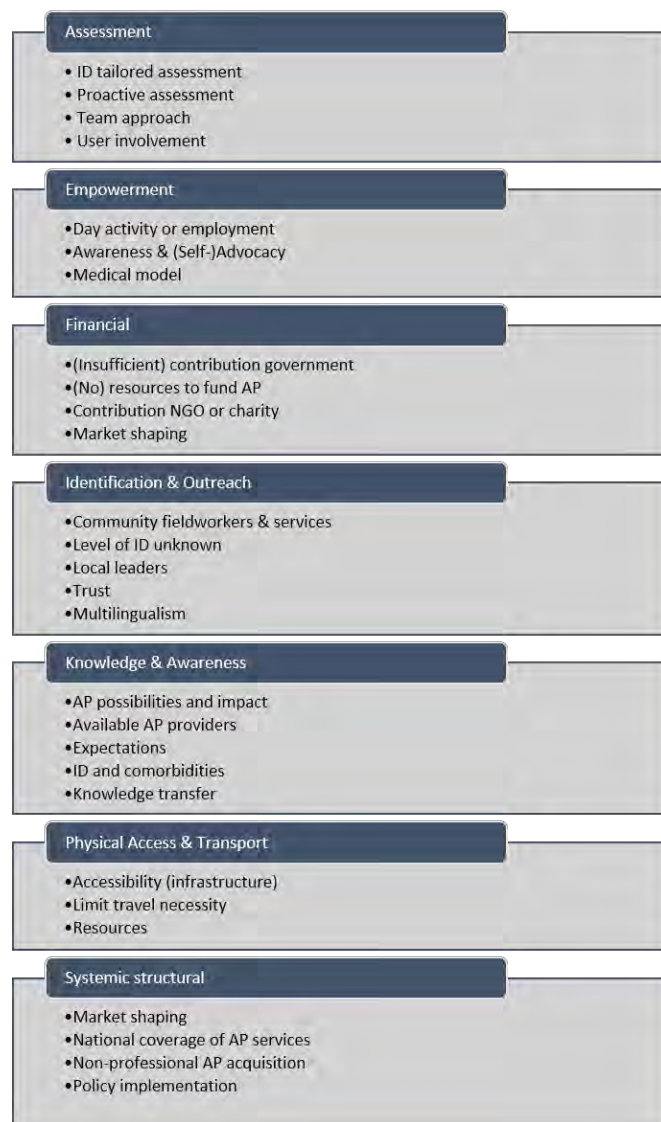 Assessment
• ID tailored assessment
• Proactive assessment
• Team approach
• User involvement
Empowerment
•Day activity or employment
•Awareness & (Self-)Advocacy
•Medical model
Financial
•(Insufficient) contribution government
•(No) resources to fund AP
•Contribution NGO or charity
•Market shaping
Identification & Outreach
•Community fieldworkers & services
•Level of ID unknown
•Local leaders
•Trust
•Multilingualism
Knowledge & Awareness
•AP possibilities and impact
•Available AP providers
•Expectations
•ID and comorbidities
•Knowledge transfer
Physical Access & Transport
•Accessibility (infrastructure)
•Limit travel necessity
•Resources
Systemic structural
•Market shaping
•National coverage of AP services
•Non-professional AP acquisition
•Policy implementation